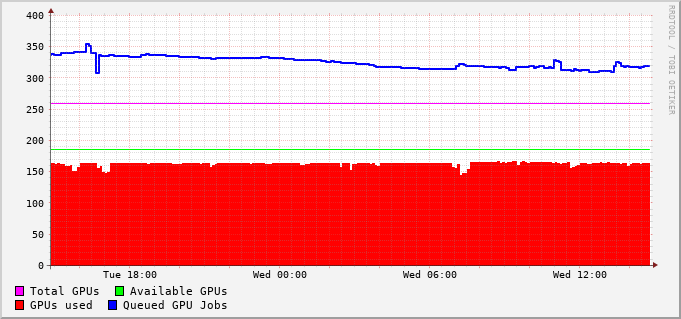 400
350
300
250
200
150
100
50
0
Tue 18:00 Wed 00:00 Wed 06:00 Wed 12:00
Total GPUs Available GPUs
GPUs used Queued GPU Jobs
RRDTOOL / TOBI OETIKER